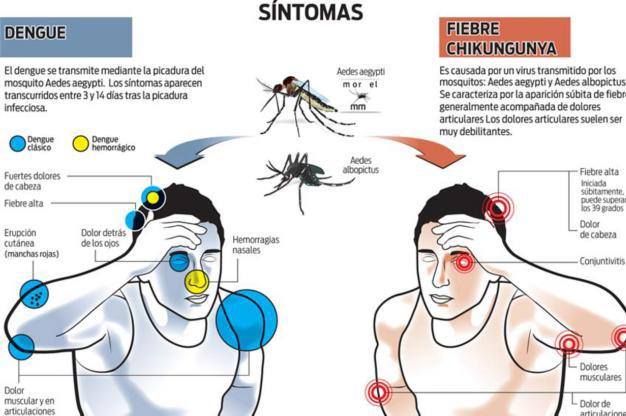 SÍNTOMAS
DENGUE
El dengue se transmite mediante la picadura del
mosquito Aedes aegypti. Los síntomas aparecen
transcurridos entre 3 y 14 días tras la picadura
infecciosa.
Dengue
clásico
Dengue
hemorrágico
Fuertes dolores
de cabeza
Fiebre alta
Erupción
cutánea
(manchas rojas)
Dolor detrás
de los ojos
Hemorragias
nasales
Dolor
muscular y en
articulaciones
Aedes aegypti
mor el
mm
Aedes
albopictus
FIEBRE
CHIKUNGUNYA
Es causada por un virus transmitido por los
mosquitos: Aedes aegypti y Aedes albopictus
Se caracteriza por la aparición súbita de fiebre
generalmente acompañada de dolores
articulares Los dolores articulares suelen ser
muy debilitantes.
Fiebre alta
Iniciada
súbitamente,
puede superar
los 39 grados
Dolor
de cabeza
Conjuntivitis
Dolores
musculares
Dolor de
articulaciones